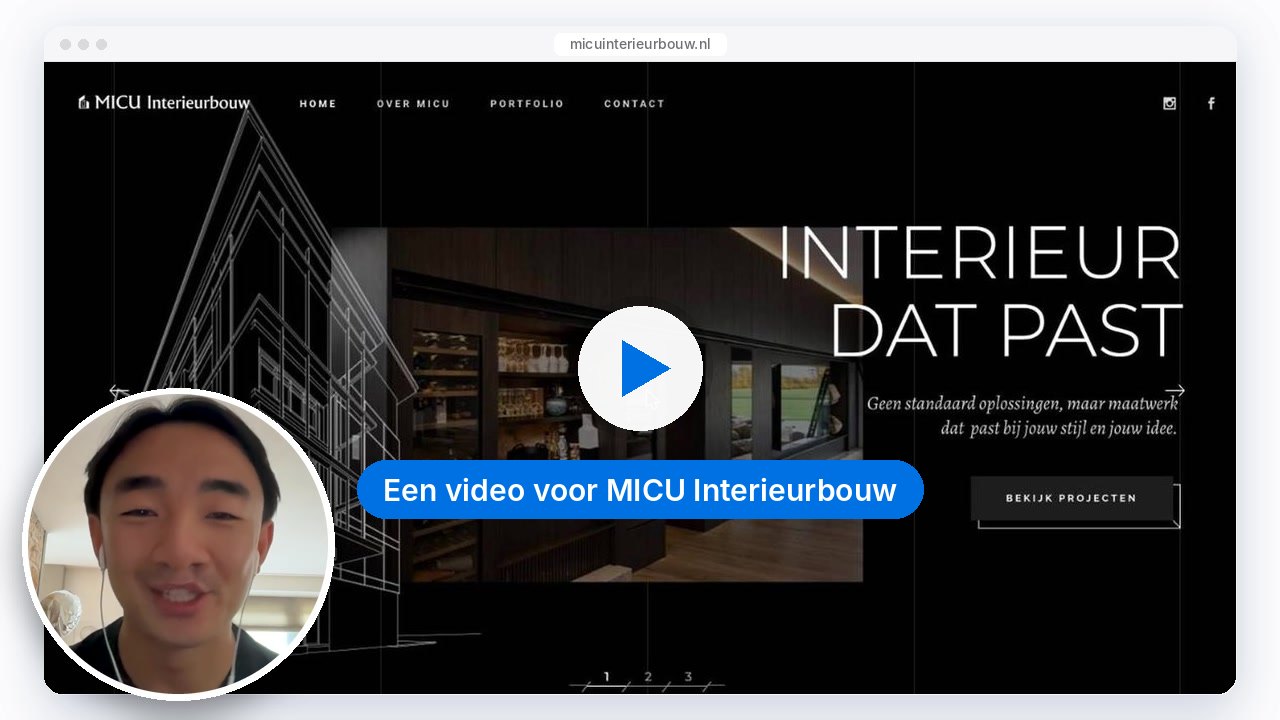 micuinterieurbouw.nl
MICU Interieurbouw
HOME
OVER MICU
PORTFOLIO
CONTACT
INTERIEUR
DAT PAST
Geen standaard oplossingen, maar maatwerk
dat past bij jouw stijl en jouw idee.
Een video voor MICU Interieurbouw
BEKIJK PROJECTEN
1 2 3